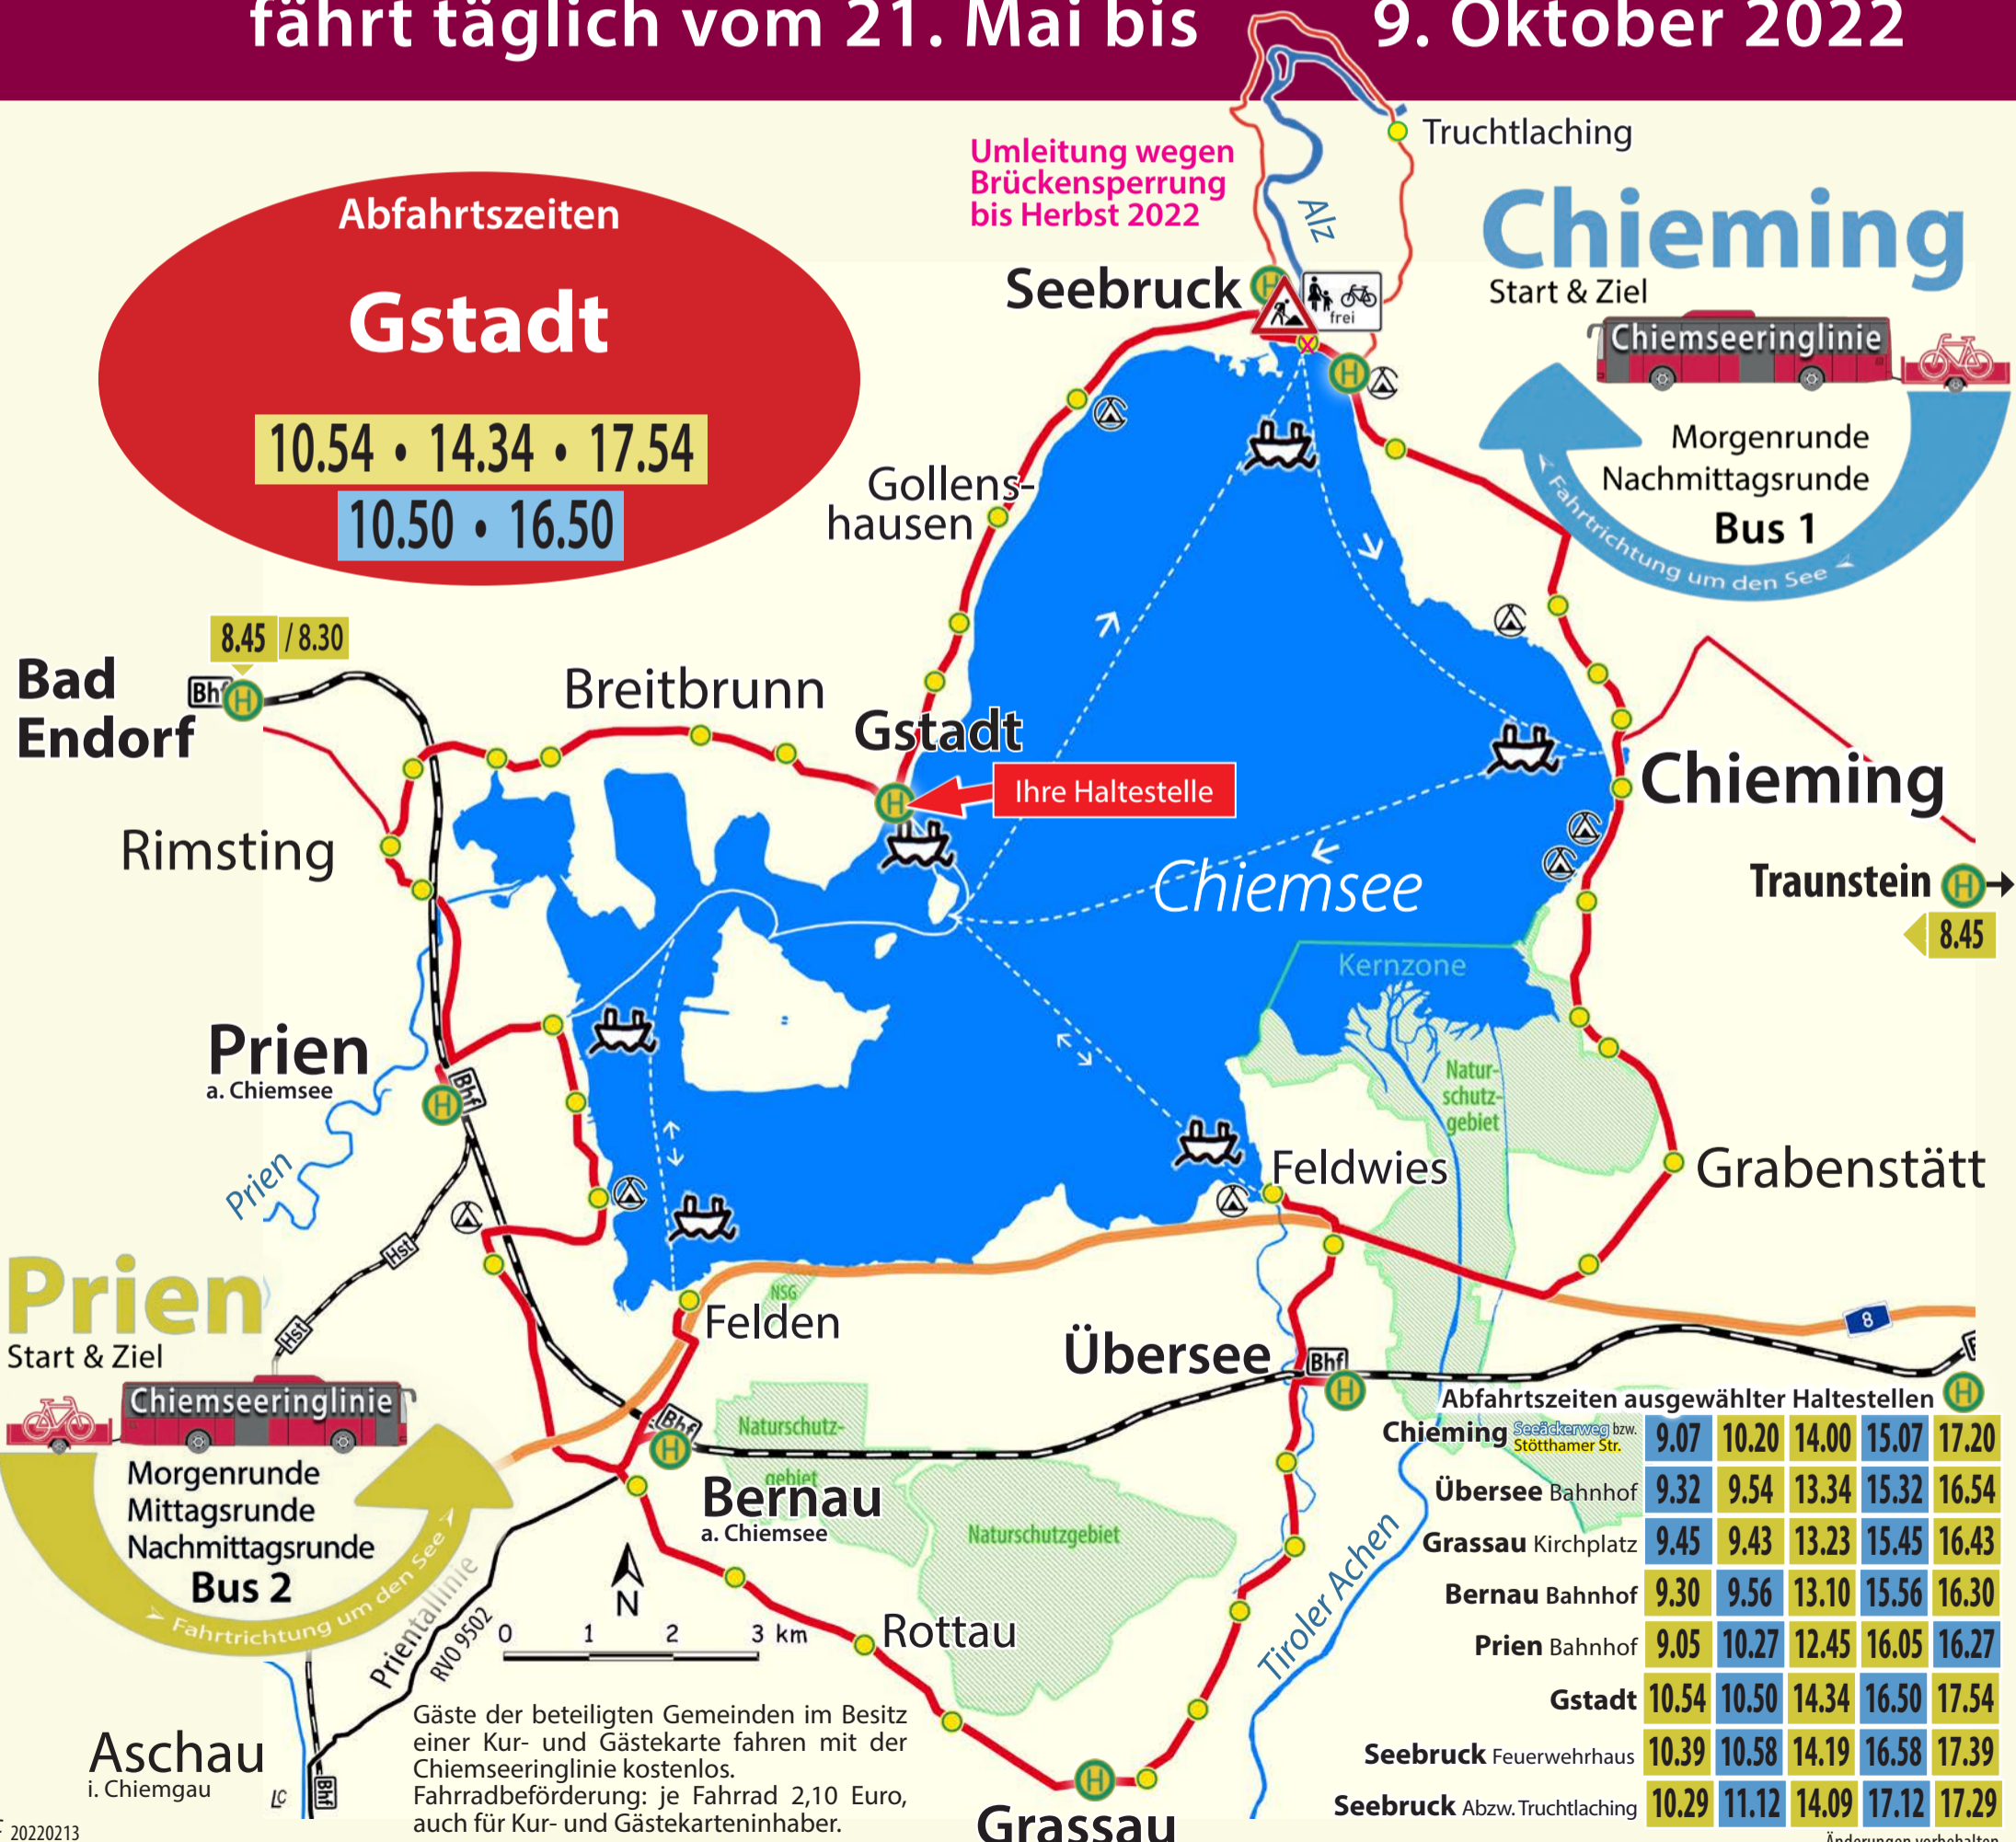 fährt täglich vom 21. Mai bis 9. Oktober 2022
Truchtlaching
Umleitung wegen
Brückensperrung
bis Herbst 2022
Alz
Abfahrtszeiten
Gstadt
10.54 • 14.34 • 17.54
10.50 • 16.50
Seebruck
H
frei
H
Chieming
Start & Ziel
Chiemseeringlinie
Morgenrunde
Nachmittagsrunde
Bus 1
Fahrtrichtung um den See
Gollens-
hausen
8.45 / 8.30
Bad
Endorf
Bhf
H
Breitbrunn
Gstadt
H
Ihre Haltestelle
Rimsting
Chieming
Chiemsee
Traunstein H
8.45
Kernzone
Natur-
schutz-
gebiet
Prien
a. Chiemsee
Bhf
H
Prien
Hst
Hst
Feldwies
Grabenstätt
NSG
Felden
8
Übersee
Bhf
H
Prien
Start & Ziel
Chiemseeringlinie
Morgenrunde
Mittagsrunde
Nachmittagsrunde
Bus 2
Fahrtrichtung um den See
Bhf
H
Naturschutz-
gebiet
Bernau
a. Chiemsee
Naturschutzgebiet
N
0 1 2 3 km
Prientallinie
RVO 9502
Rottau
Tiroler Achen
Aschau
i. Chiemgau
LC
Bhf
Gäste der beteiligten Gemeinden im Besitz
einer Kur- und Gästekarte fahren mit der
Chiemseeringlinie kostenlos.
Fahrradbeförderung: je Fahrrad 2,10 Euro,
auch für Kur- und Gästekarteninhaber.
H
Grassau
Abfahrtszeiten ausgewählter Haltestellen H
Chieming Seeäckerweg bzw. Stötthamer Str. 9.07 10.20 14.00 15.07 17.20
Übersee Bahnhof 9.32 9.54 13.34 15.32 16.54
Grassau Kirchplatz 9.45 9.43 13.23 15.45 16.43
Bernau Bahnhof 9.30 9.56 13.10 15.56 16.30
Prien Bahnhof 9.05 10.27 12.45 16.05 16.27
Gstadt 10.54 10.50 14.34 16.50 17.54
Seebruck Feuerwehrhaus 10.39 10.58 14.19 16.58 17.39
Seebruck Abzw. Truchtlaching 10.29 11.12 14.09 17.12 17.29
20220213
Änderungen vorbehalten